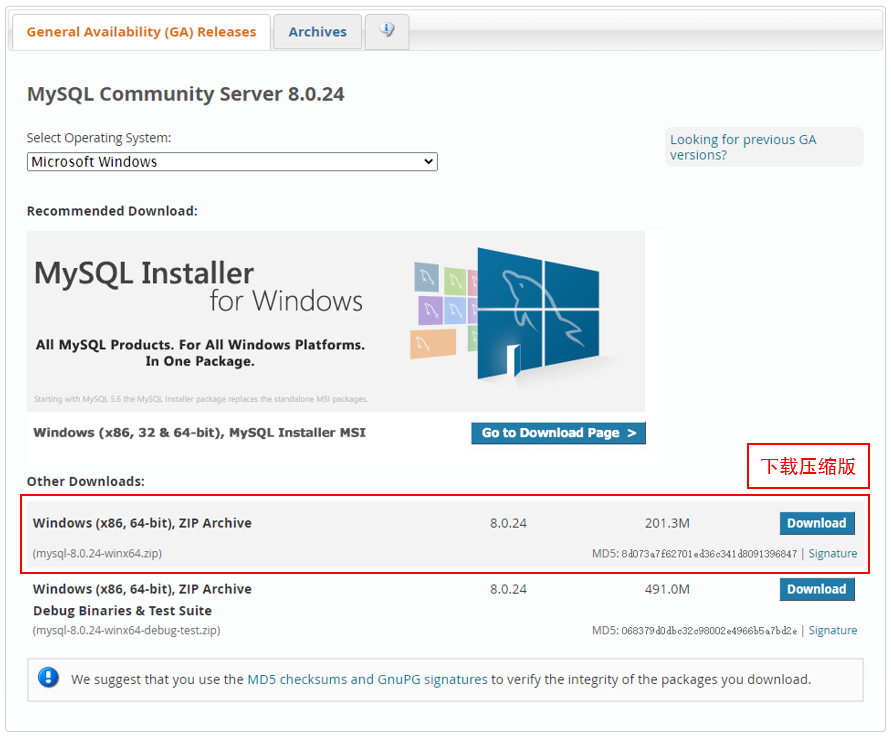 General Availability (GA) Releases
Archives
MySQL Community Server 8.0.24
Select Operating System:
Microsoft Windows
Looking for previous GA
versions?
Recommended Download:
MySQL Installer
for Windows
All MySQL Products. For All Windows Platforms.
In One Package.
Starting with MySQL 5.6 the MySQL Installer package replaces the standalone MSI packages.
Windows (x86, 32 & 64-bit), MySQL Installer MSI
Go to Download Page >
下载压缩版
Other Downloads:
Windows (x86, 64-bit), ZIP Archive 8.0.24 201.3M Download
(mysql-8.0.24-winx64.zip) MD5: 8d073a7f62701ed36c341d8091396847 | Signature
Windows (x86, 64-bit), ZIP Archive 8.0.24 491.0M Download
Debug Binaries & Test Suite
(mysql-8.0.24-winx64-debug-test.zip) MD5: 068379d0dbc32c98002e4966b5a7bd2e | Signature
We suggest that you use the MD5 checksums and GnuPG signatures to verify the integrity of the packages you download.